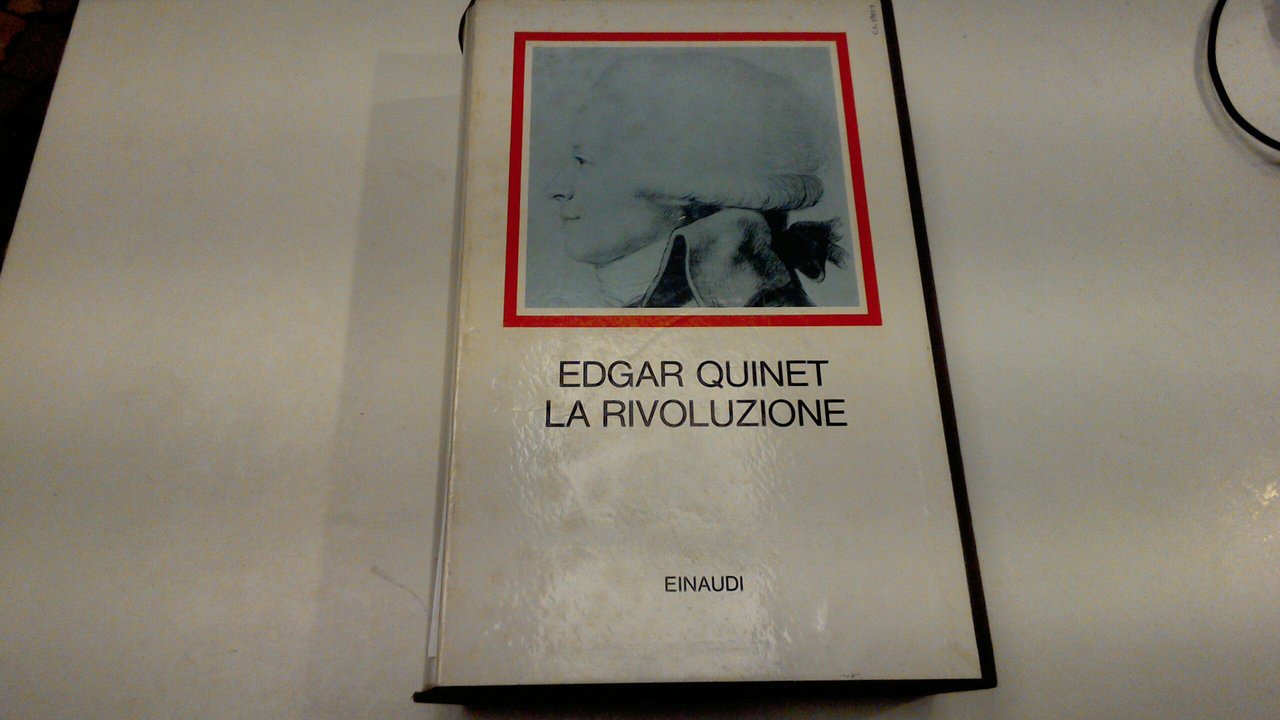 EDGAR QUINET
LA RIVOLUZIONE
EINAUDI